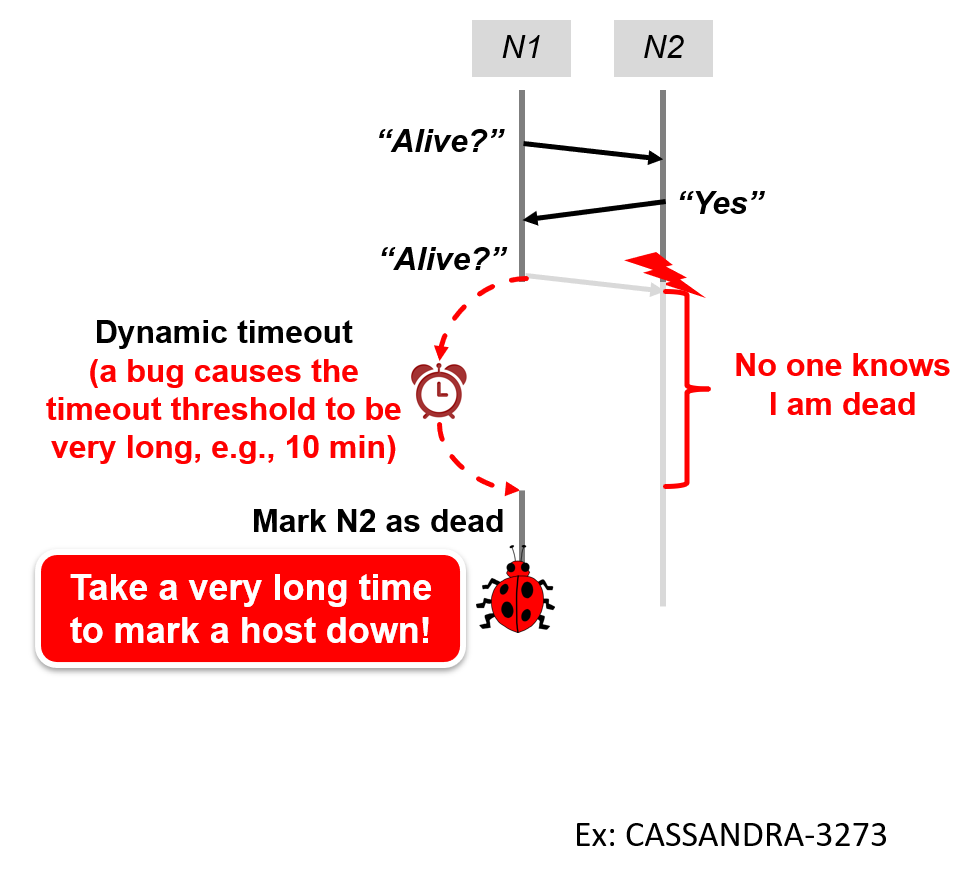 N1
N2
“Alive?”
“Yes”
“Alive?”
Dynamic timeout
(a bug causes the
timeout threshold to be
very long, e.g., 10 min)
No one knows
I am dead
Mark N2 as dead
Take a very long time
to mark a host down!
Ex: CASSANDRA-3273